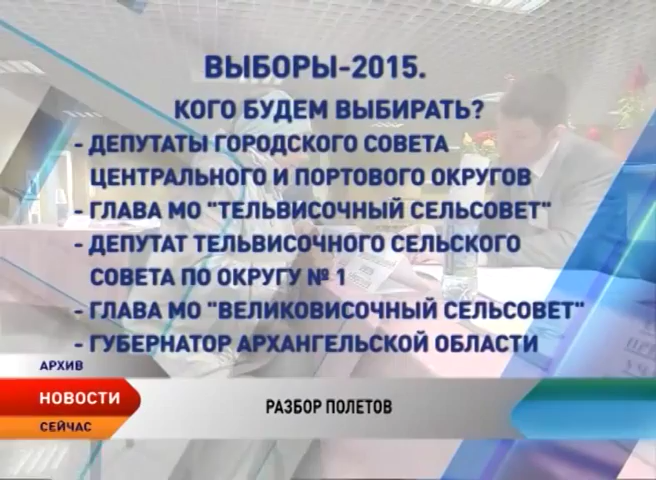 ВЫБОРЫ-2015.
КОГО БУДЕМ ВЫБИРАТЬ?
- ДЕПУТАТЫ ГОРОДСКОГО СОВЕТА
ЦЕНТРАЛЬНОГО И ПОРТОВОГО ОКРУГОВ
- ГЛАВА МО "ТЕЛЬВИСОЧНЫЙ СЕЛЬСОВЕТ"
- ДЕПУТАТ ТЕЛЬВИСОЧНОГО СЕЛЬСКОГО
СОВЕТА ПО ОКРУГУ № 1
- ГЛАВА МО "ВЕЛИКОВИСОЧНЫЙ СЕЛЬСОВЕТ"
- ГУБЕРНАТОР АРХАНГЕЛЬСКОЙ ОБЛАСТИ
АРХИВ
НОВОСТИ
СЕЙЧАС
РАЗБОР ПОЛЕТОВ